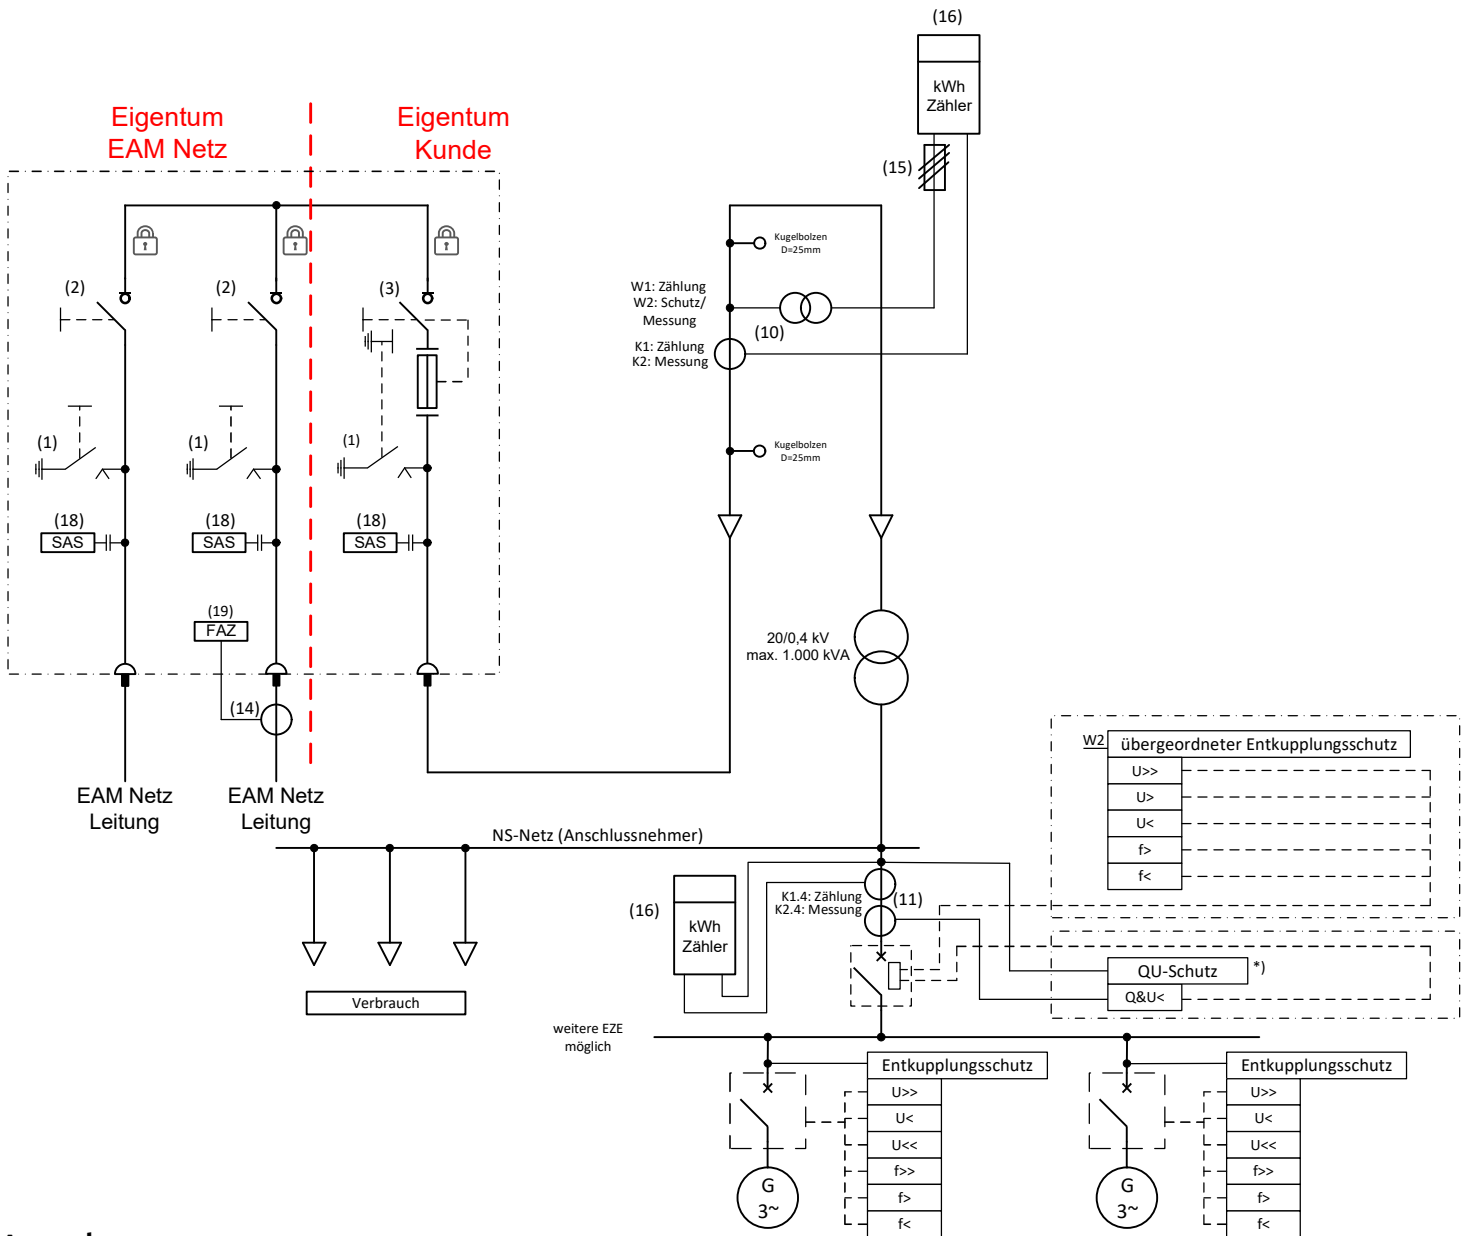 (16)
kWh
Zähler
(15)
Eigentum
EAM Netz
Eigentum
Kunde
Kugelbolzen
D=25mm
(2)
(2)
(3)
W1: Zählung
W2: Schutz/
Messung
(10)
K1: Zählung
K2: Messung
(1)
(1)
(1)
Kugelbolzen
D=25mm
(18)
SAS
(18)
SAS
(18)
SAS
(19)
FAZ
20/0,4 kV
max. 1.000 kVA
(14)
EAM Netz
Leitung
EAM Netz
Leitung
W2
übergeordneter Entkupplungsschutz
U>>
U>
U<
f>
f<
NS-Netz (Anschlussnehmer)
(16)
kWh
Zähler
K1.4: Zählung
K2.4: Messung
(11)
QU-Schutz
*)
Q&U<
Verbrauch
weitere EZE
möglich
Entkupplungsschutz
U>>
U<
U<<
f>>
f>
f<
G
3~
Entkupplungsschutz
U>>
U<
U<<
f>>
f>
f<
G
3~